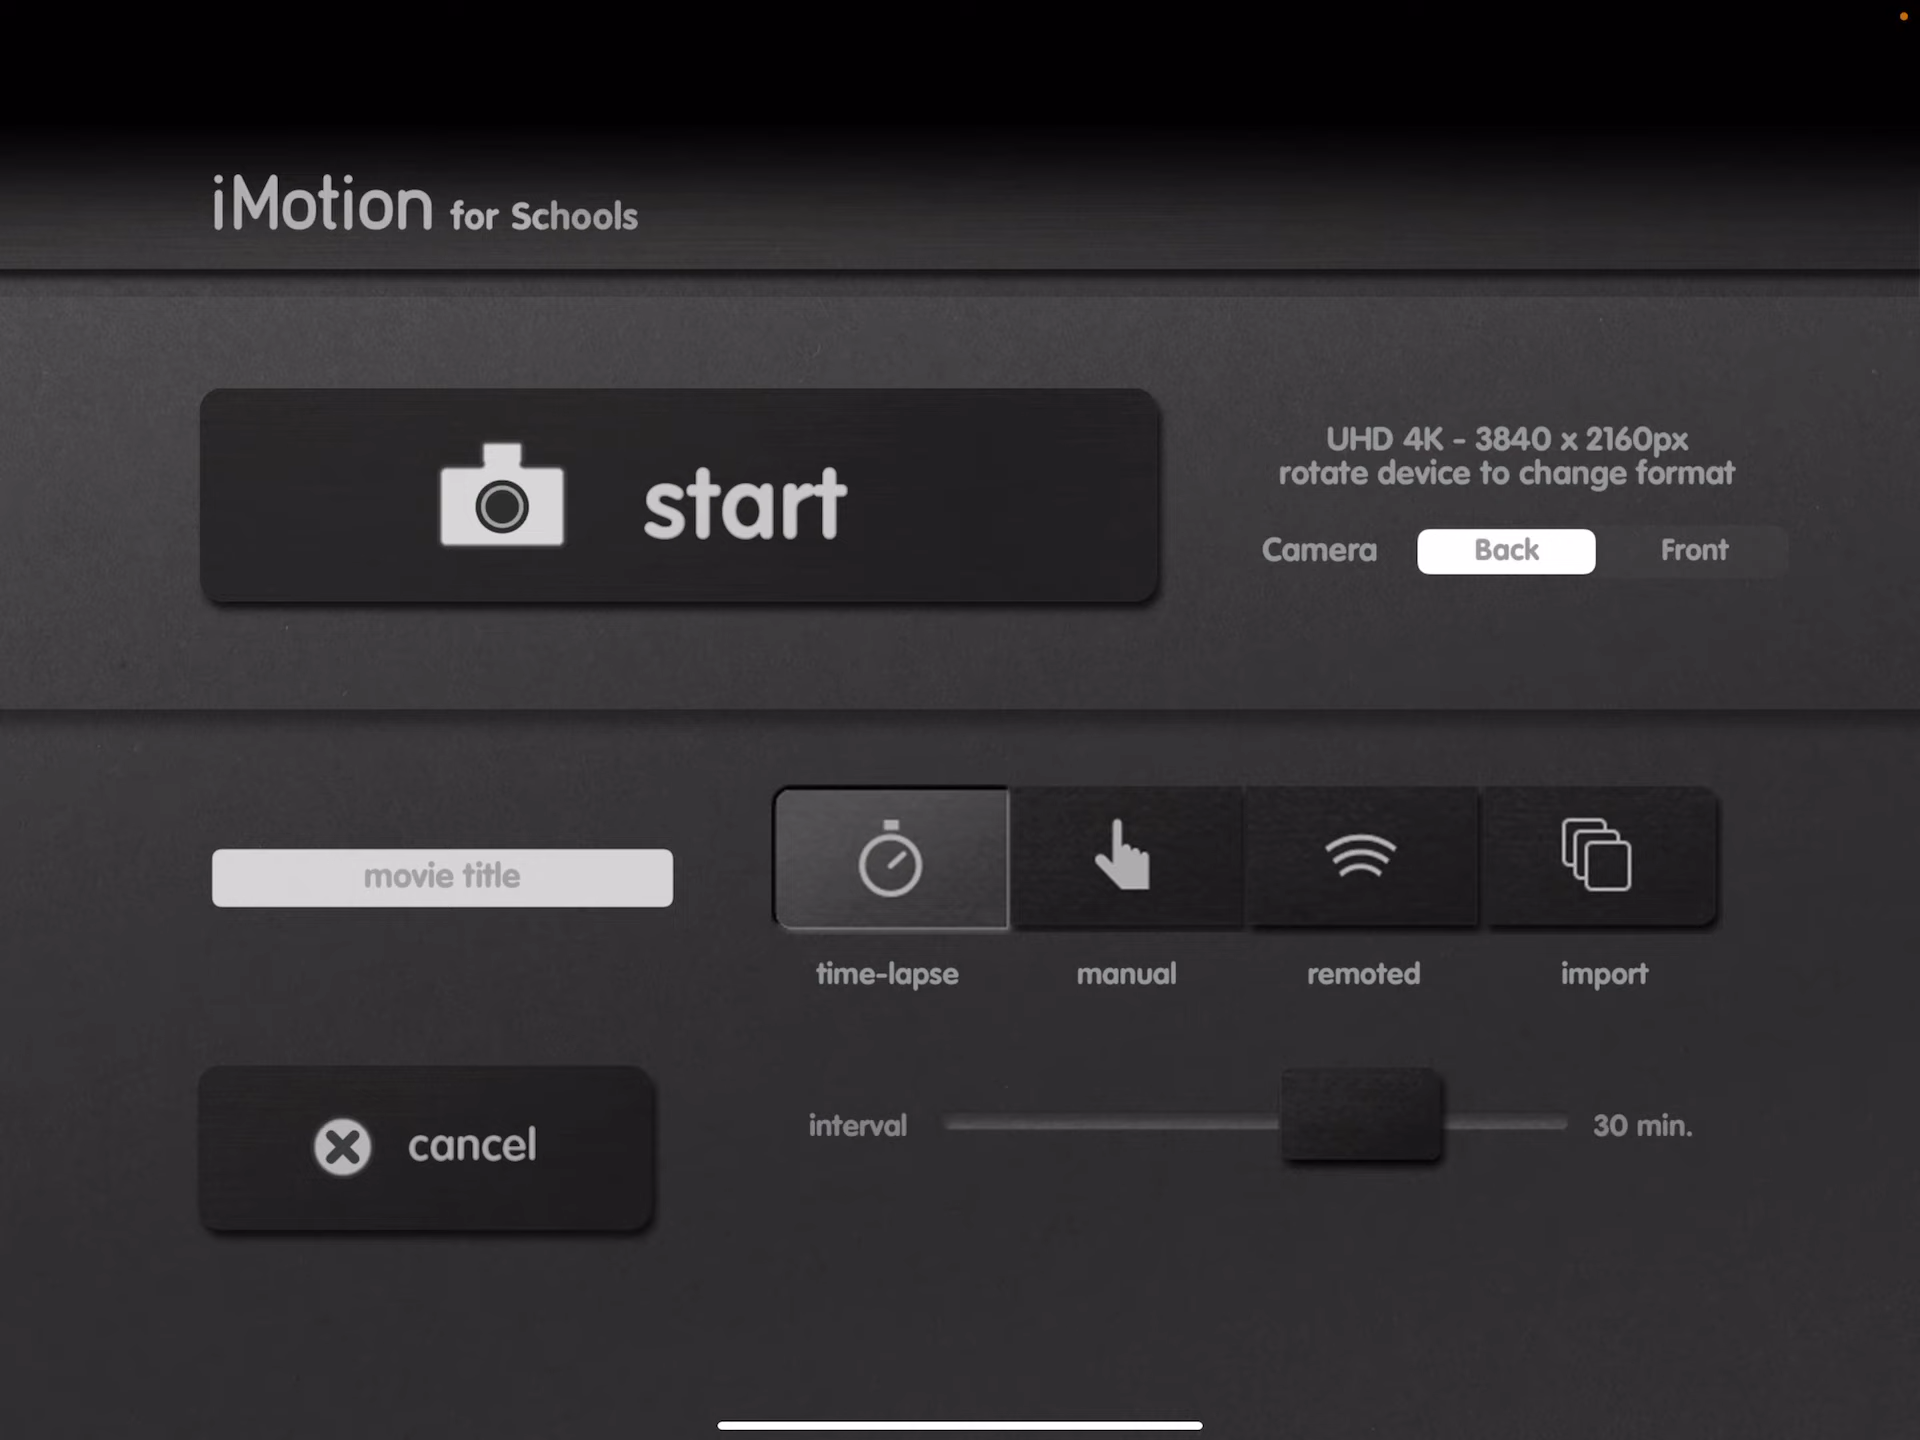 iMotion for Schools
start
UHD 4K - 3840 x 2160px
rotate device to change format
Camera Back Front
movie title
time-lapse manual remoted import
cancel
interval 30 min.